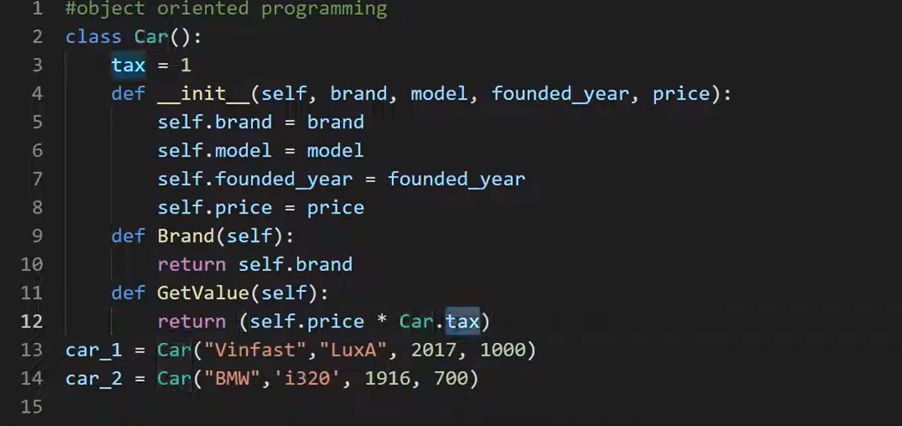 1 #object oriented programming
2 class Car():
3     tax = 1
4     def __init__(self, brand, model, founded_year, price):
5         self.brand = brand
6         self.model = model
7         self.founded_year = founded_year
8         self.price = price
9     def Brand(self):
10         return self.brand
11     def GetValue(self):
12         return (self.price * Car.tax)
13 car_1 = Car("Vinfast","LuxA", 2017, 1000)
14 car_2 = Car("BMW",'i320', 1916, 700)
15